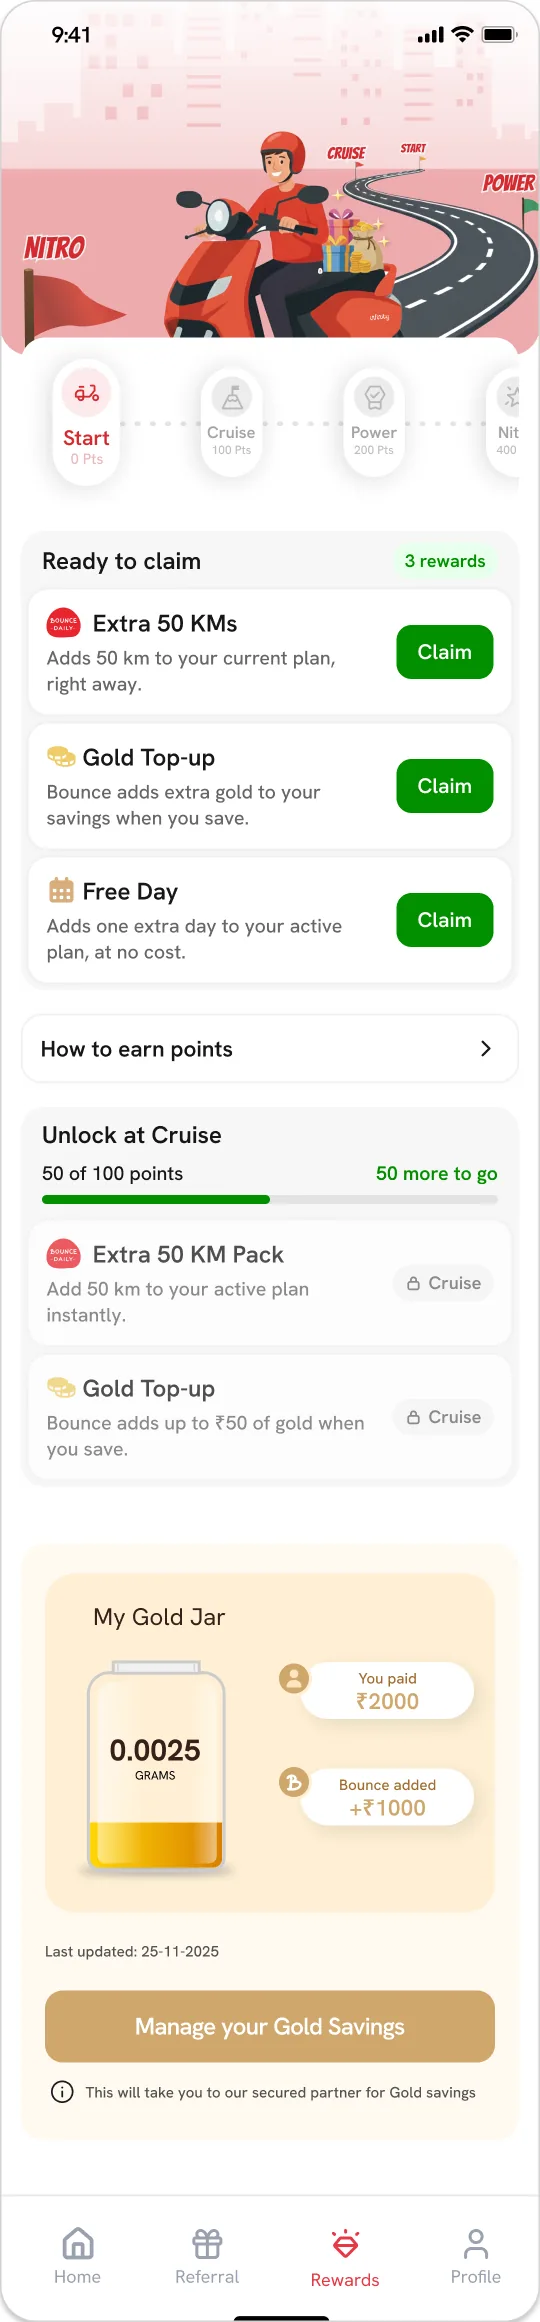 9:41
CRUISE
START
POWER
NITRO
infinity
Start
0 Pts
Cruise
100 Pts
Power
200 Pts
Nit
400
Ready to claim
3 rewards
BOUNCE
-DAILY-
Extra 50 KMs
Adds 50 km to your current plan,
right away.
Claim
Gold Top-up
Bounce adds extra gold to your
savings when you save.
Claim
Free Day
Adds one extra day to your active
plan, at no cost.
Claim
How to earn points
Unlock at Cruise
50 of 100 points
50 more to go
BOUNCE
-DAILY-
Extra 50 KM Pack
Add 50 km to your active plan
instantly.
Cruise
Gold Top-up
Bounce adds up to ₹50 of gold when
you save.
Cruise
My Gold Jar
0.0025
GRAMS
You paid
₹2000
B
Bounce added
+₹1000
Last updated: 25-11-2025
Manage your Gold Savings
This will take you to our secured partner for Gold savings
Home
Referral
Rewards
Profile